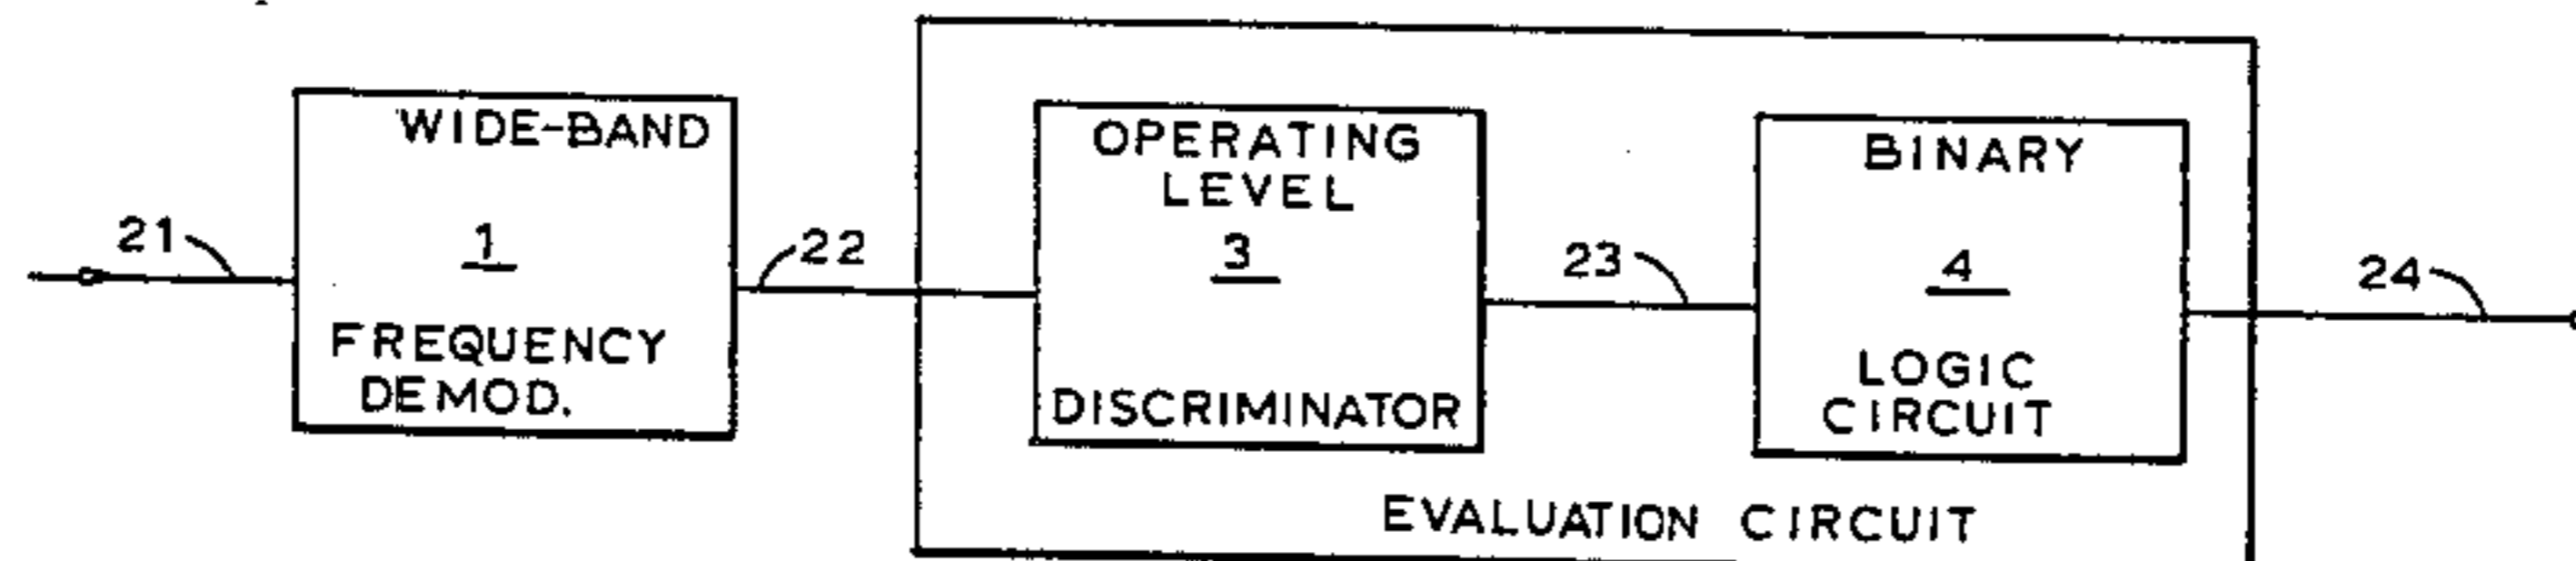 WIDE-BAND
1
FREQUENCY
DEMOD.
OPERATING
LEVEL
3
DISCRIMINATOR
BINARY
4
LOGIC
CIRCUIT
EVALUATION CIRCUIT
21
22
23
24